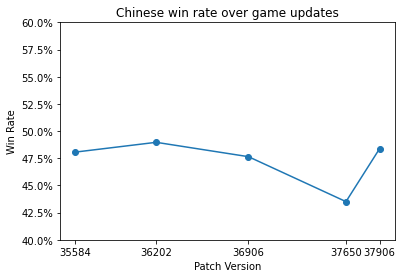 Chinese win rate over game updates
60.0%
57.5%
55.0%
52.5%
50.0%
47.5%
45.0%
42.5%
40.0%
Win Rate
35584 36202 36906 37650 37906
Patch Version